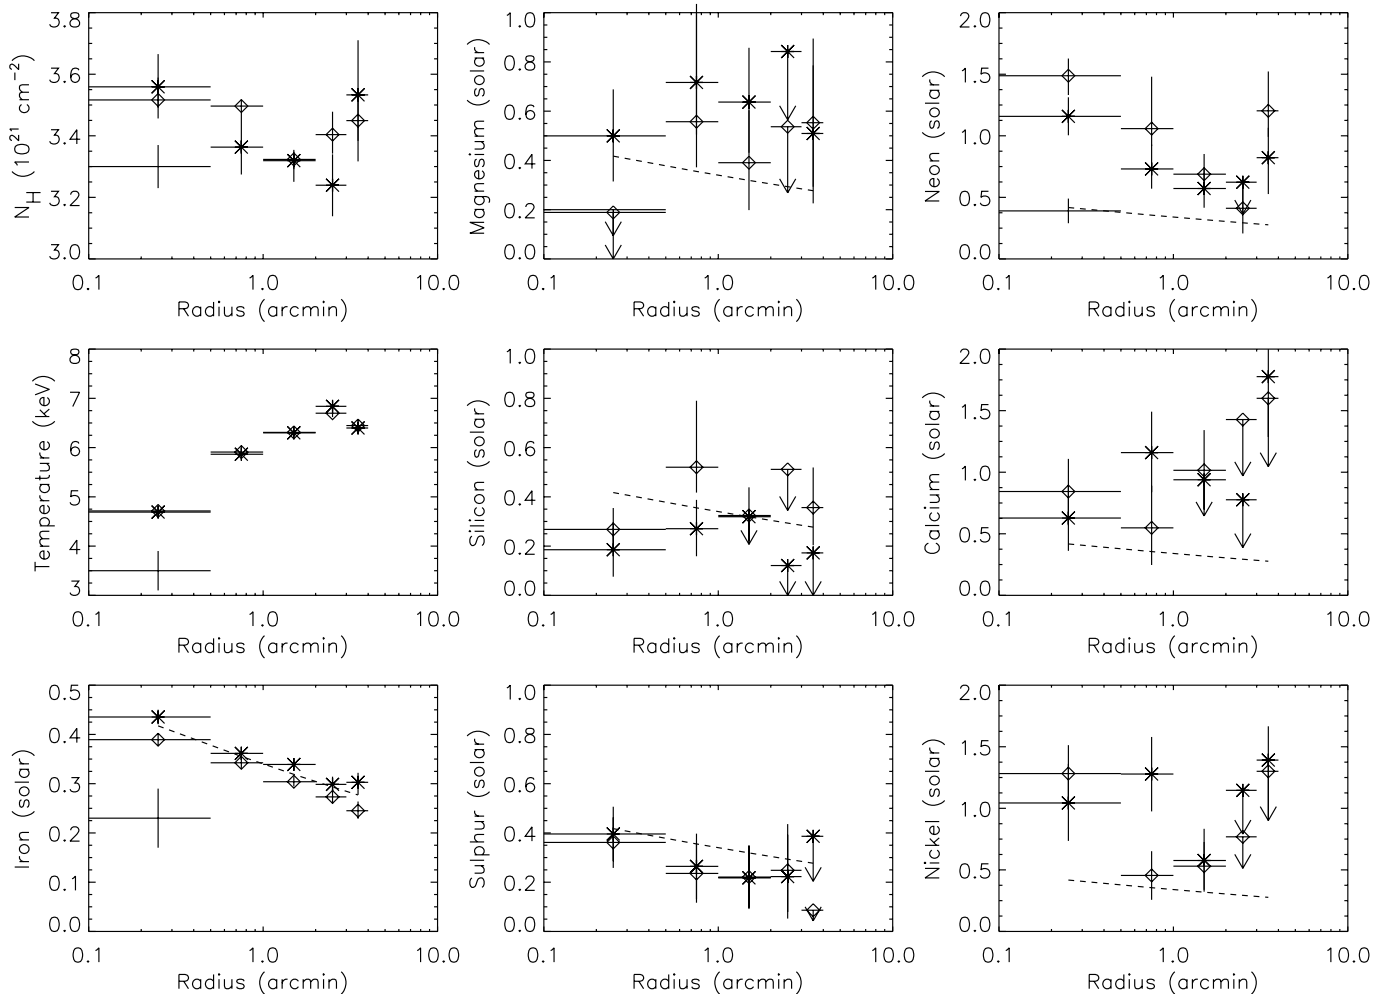 3.8
3.6
3.4
3.2
3.0
N_H (10^21 cm^−2)
0.1 1.0 10.0
Radius (arcmin)
1.0
0.8
0.6
0.4
0.2
0.0
Magnesium (solar)
0.1 1.0 10.0
Radius (arcmin)
2.0
1.5
1.0
0.5
0.0
Neon (solar)
0.1 1.0 10.0
Radius (arcmin)
8
7
6
5
4
3
Temperature (keV)
0.1 1.0 10.0
Radius (arcmin)
1.0
0.8
0.6
0.4
0.2
0.0
Silicon (solar)
0.1 1.0 10.0
Radius (arcmin)
2.0
1.5
1.0
0.5
0.0
Calcium (solar)
0.1 1.0 10.0
Radius (arcmin)
0.5
0.4
0.3
0.2
0.1
0.0
Iron (solar)
0.1 1.0 10.0
Radius (arcmin)
1.0
0.8
0.6
0.4
0.2
0.0
Sulphur (solar)
0.1 1.0 10.0
Radius (arcmin)
2.0
1.5
1.0
0.5
0.0
Nickel (solar)
0.1 1.0 10.0
Radius (arcmin)